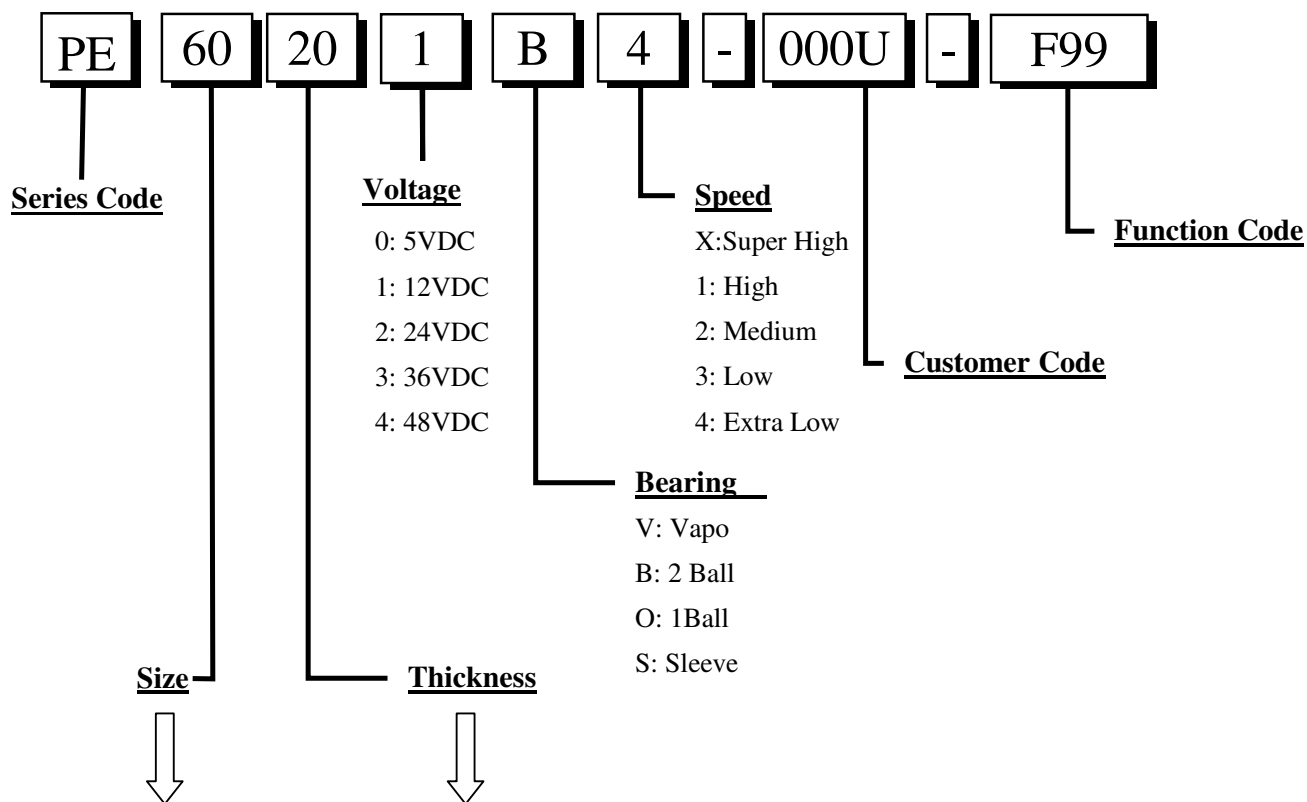 PE 60 20 1 B 4 - 000U - F99
Series Code
Voltage
0: 5VDC
1: 12VDC
2: 24VDC
3: 36VDC
4: 48VDC
Speed
X:Super High
1: High
2: Medium
3: Low
4: Extra Low
Function Code
Customer Code
Bearing
V: Vapo
B: 2 Ball
O: 1Ball
S: Sleeve
Size
Thickness